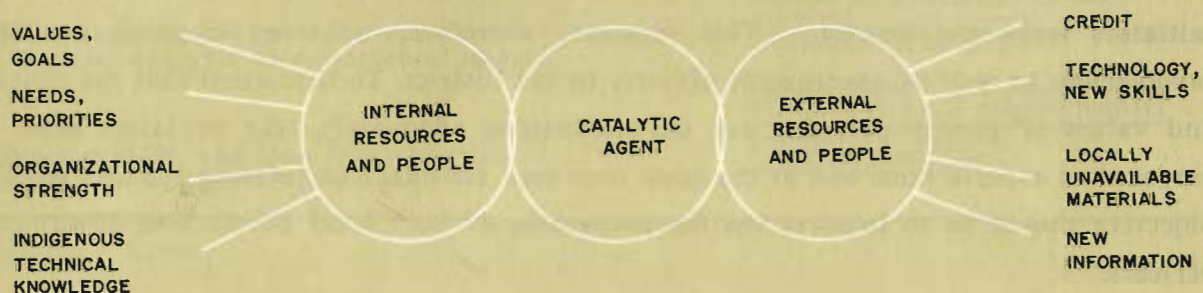 VALUES,
GOALS
NEEDS,
PRIORITIES
ORGANIZATIONAL
STRENGTH
INDIGENOUS
TECHNICAL
KNOWLEDGE
INTERNAL
RESOURCES
AND PEOPLE
CATALYTIC
AGENT
EXTERNAL
RESOURCES
AND PEOPLE
CREDIT
TECHNOLOGY,
NEW SKILLS
LOCALLY
UNAVAILABLE
MATERIALS
NEW
INFORMATION